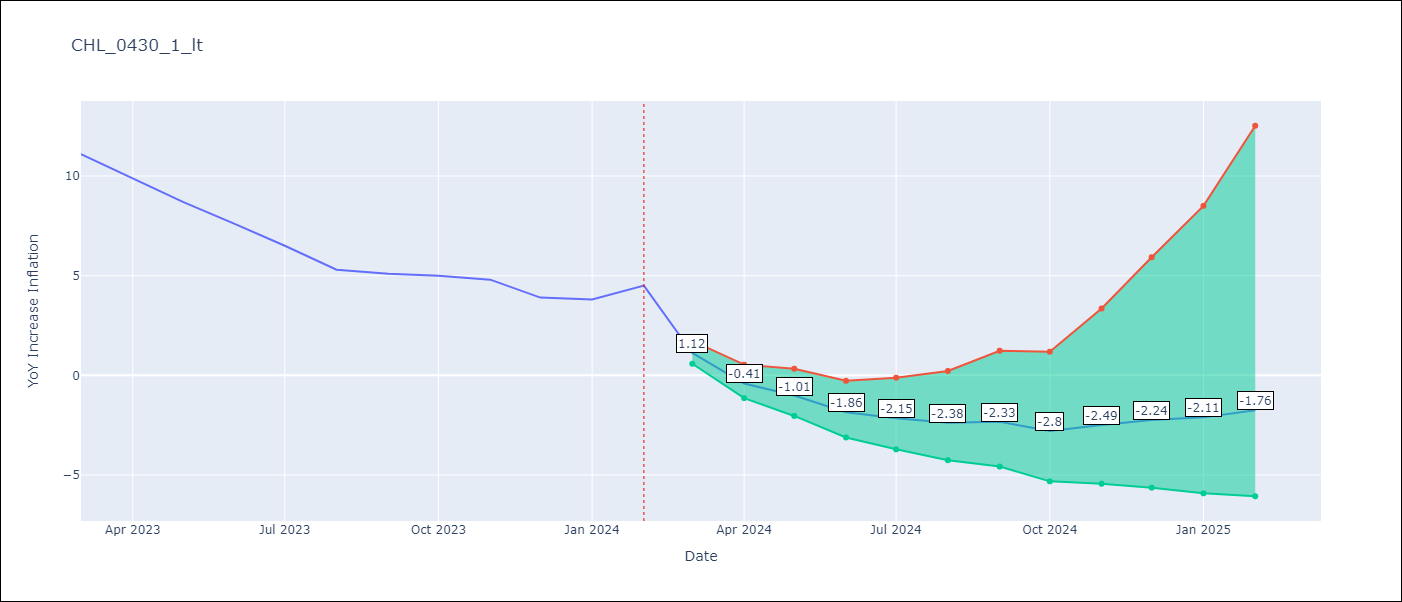 CHL_0430_1_lt
YoY Increase Inflation
10
5
0
−5
1.12
-0.41
-1.01
-1.86
-2.15
-2.38
-2.33
-2.8
-2.49
-2.24
-2.11
-1.76
Apr 2023
Jul 2023
Oct 2023
Jan 2024
Apr 2024
Jul 2024
Oct 2024
Jan 2025
Date